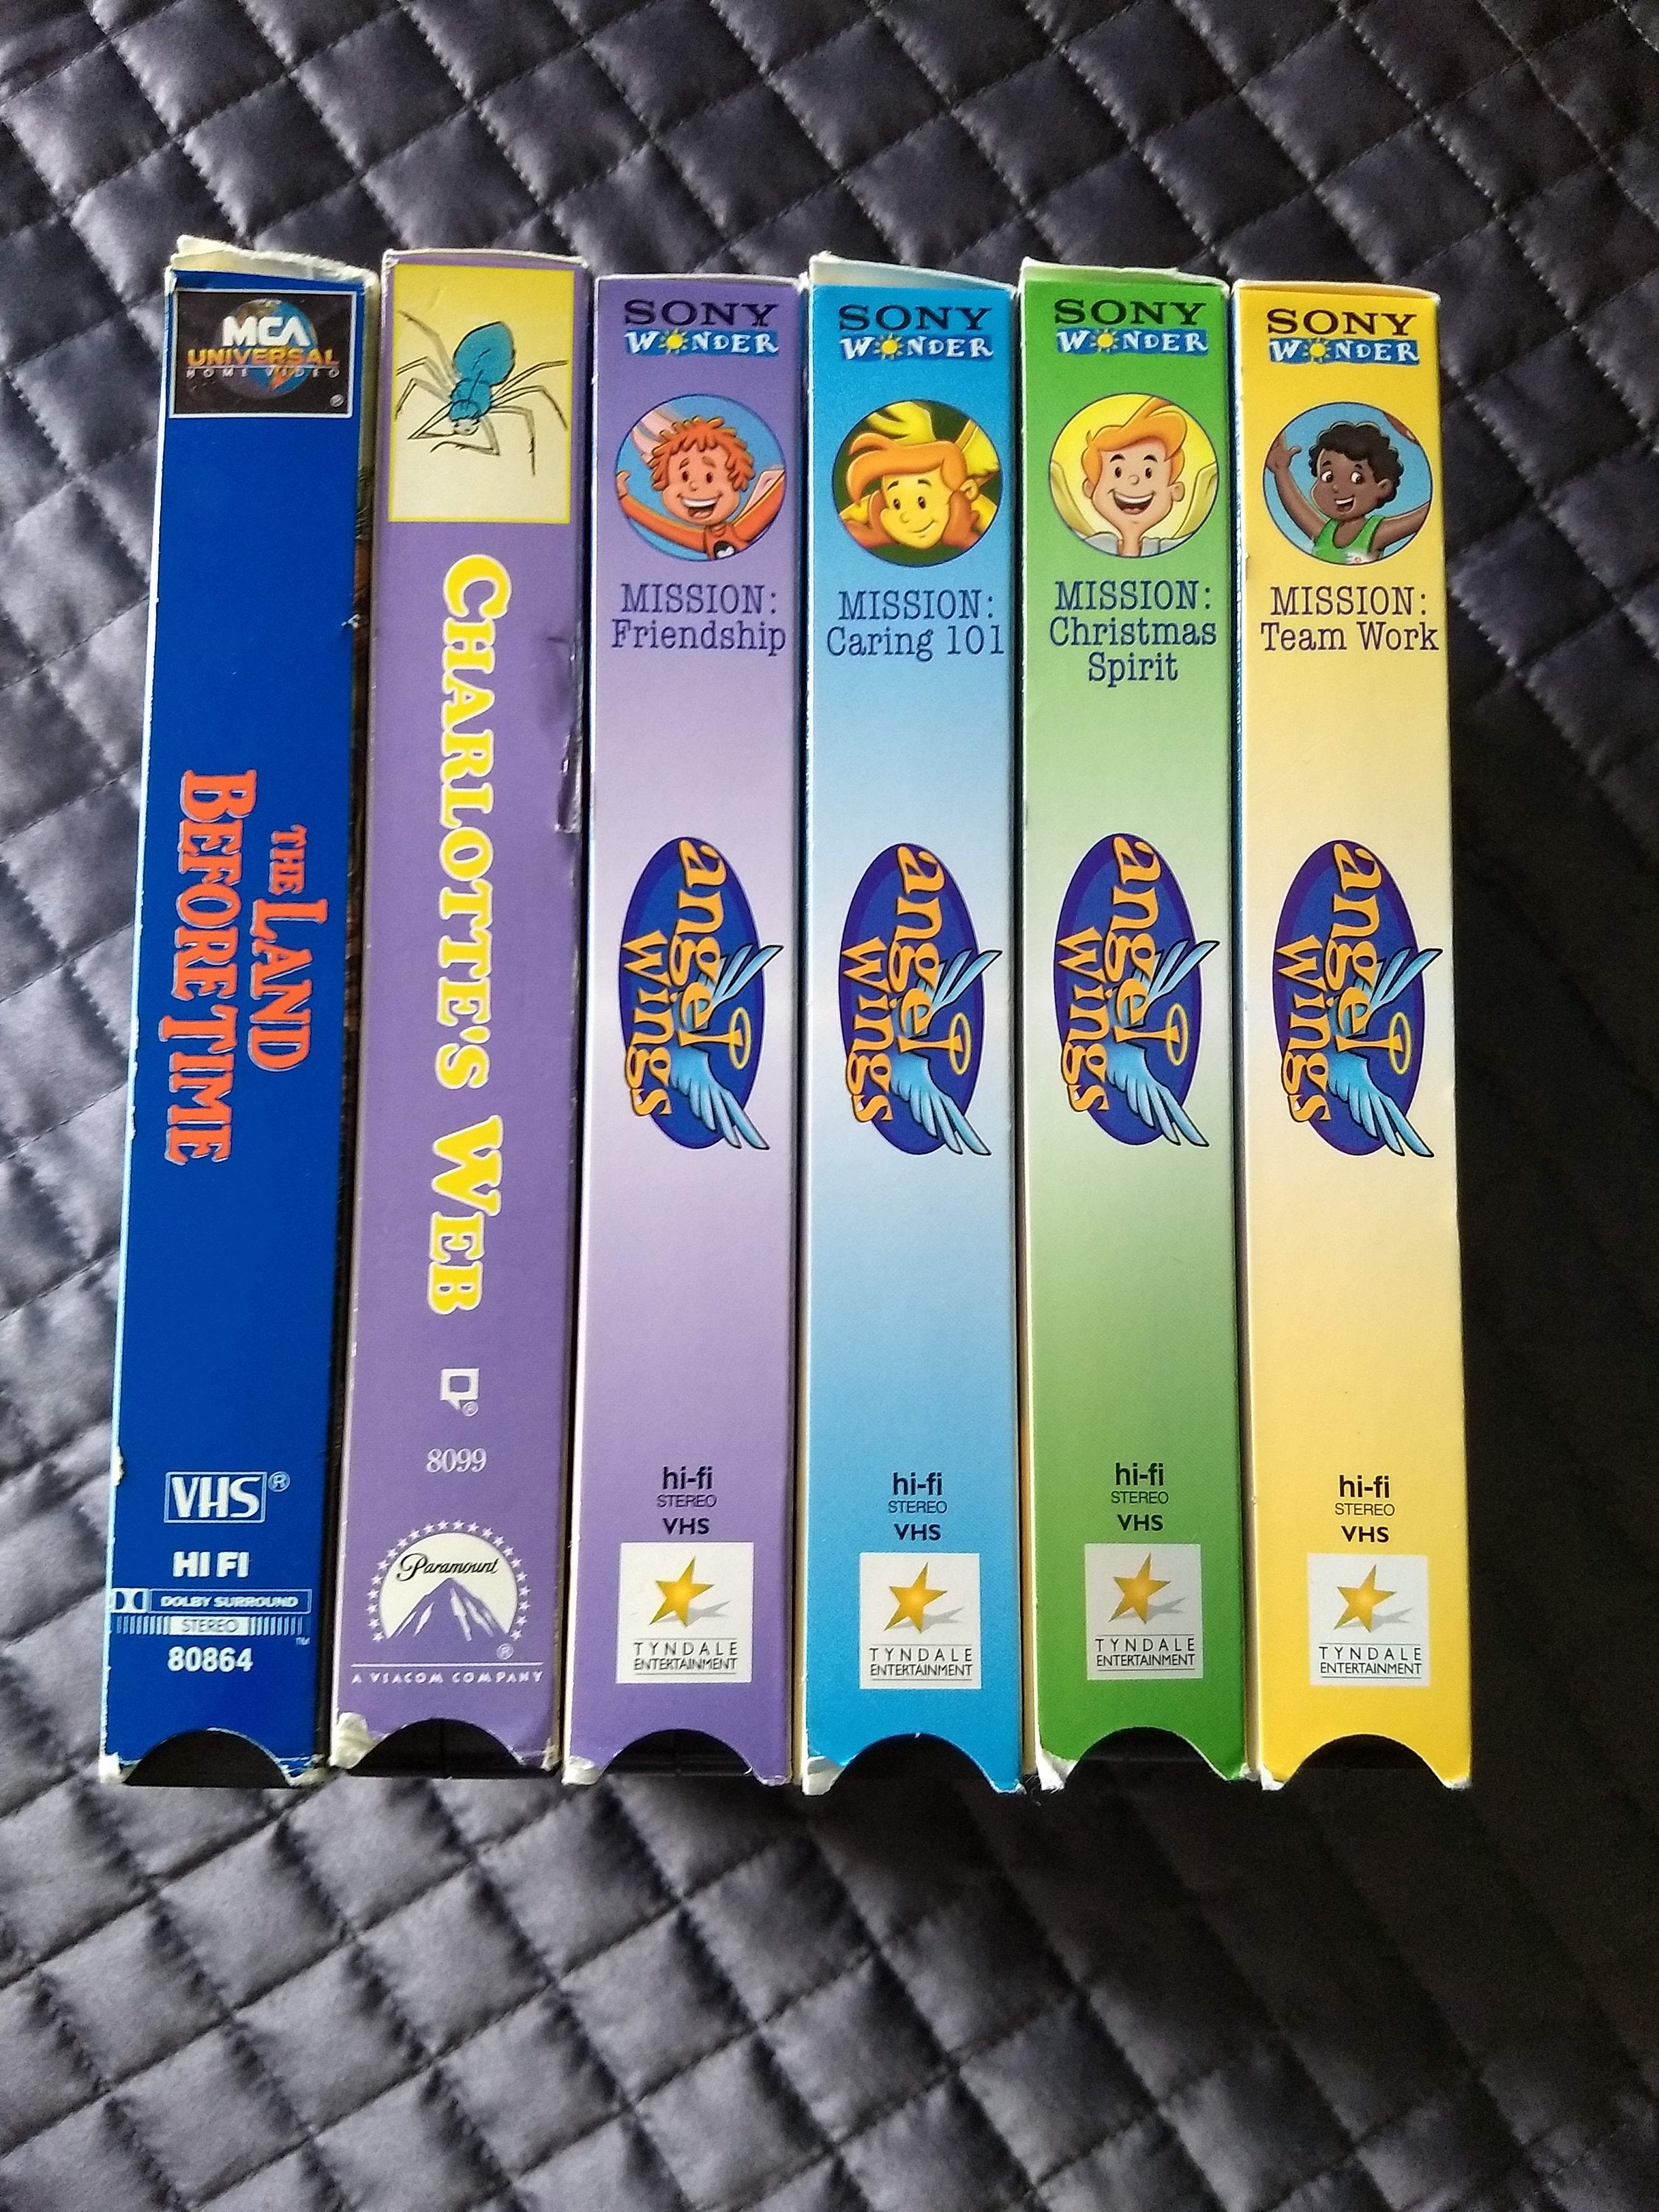 MCA
UNIVERSAL
HOME VIDEO
®
THE LAND
BEFORE TIME
VHS®
HI FI
DOLBY SURROUND
STEREO
™
80864
CHARLOTTE'S WEB
®
8099
Paramount
®
A VIACOM COMPANY
SONY
WONDER
MISSION:
Friendship
angel
wings
hi-fi
STEREO
VHS
TYNDALE
ENTERTAINMENT
SONY
WONDER
MISSION:
Caring 101
angel
wings
hi-fi
STEREO
VHS
TYNDALE
ENTERTAINMENT
SONY
WONDER
MISSION:
Christmas
Spirit
angel
wings
hi-fi
STEREO
VHS
TYNDALE
ENTERTAINMENT
SONY
WONDER
MISSION:
Team Work
angel
wings
hi-fi
STEREO
VHS
TYNDALE
ENTERTAINMENT